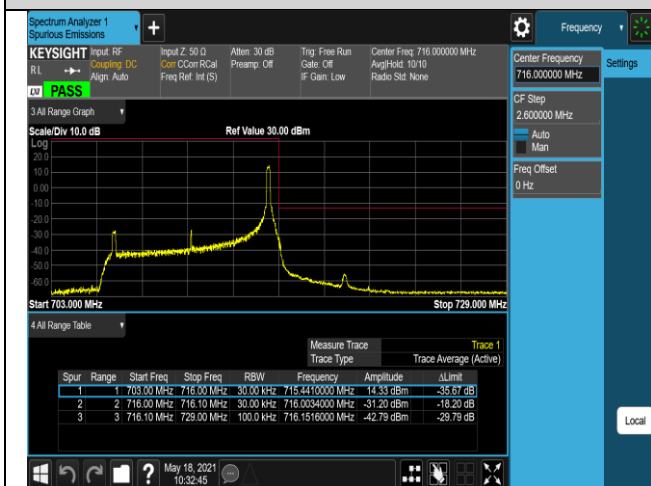 Spectrum Analyzer 1
Spurious Emissions
Frequency
KEYSIGHT
Input: RF
Coupling: DC
Align: Auto
Input Z: 50 Ω
Corr CCorr RCal
Freq Ref: Int (S)
Atten: 30 dB
Preamp: Off
Trig: Free Run
Gate: Off
IF Gain: Low
Center Freq: 716.000000 MHz
Avg|Hold: 10/10
Radio Std: None
RL
LXI
PASS
Center Frequency
716.000000 MHz
Settings
CF Step
2.600000 MHz
Auto
Man
Freq Offset
0 Hz
3 All Range Graph
Scale/Div 10.0 dB
Ref Value 30.00 dBm
Log
20.0
10.0
0.00
-10.0
-20.0
-30.0
-40.0
-50.0
-60.0
Start 703.000 MHz
Stop 729.000 MHz
4 All Range Table
Measure Trace Trace 1
Trace Type Trace Average (Active)
Spur Range Start Freq Stop Freq RBW Frequency Amplitude ΔLimit
1 1 703.00 MHz 716.00 MHz 30.00 kHz 715.4410000 MHz 14.33 dBm -35.67 dB
2 2 716.00 MHz 716.10 MHz 30.00 kHz 716.0034000 MHz -31.20 dBm -18.20 dB
3 3 716.10 MHz 729.00 MHz 100.0 kHz 716.1516000 MHz -42.79 dBm -29.79 dB
Local
May 18, 2021
10:32:45